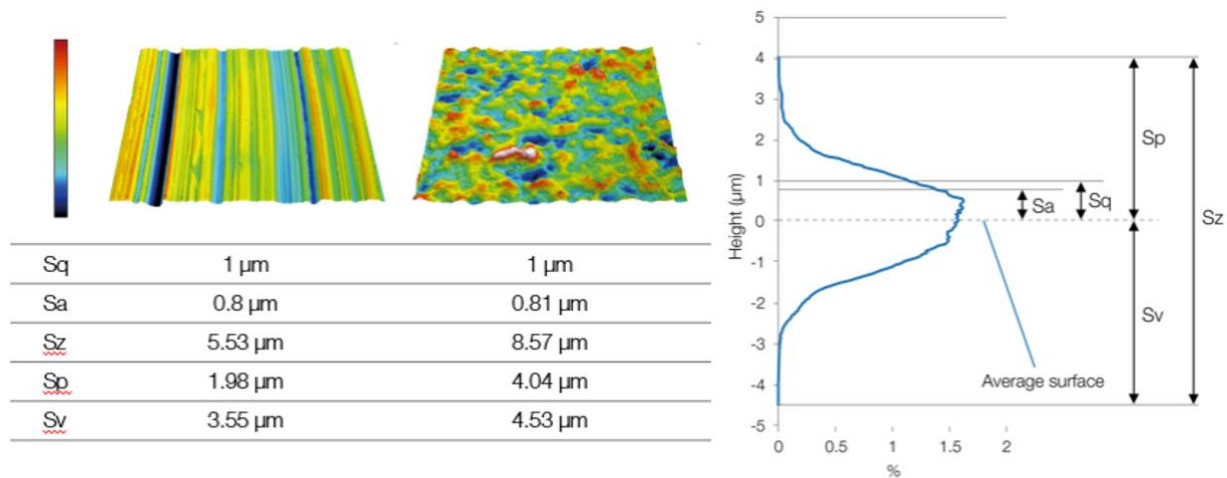 Sq 1 µm 1 µm
Sa 0.8 µm 0.81 µm
Sz 5.53 µm 8.57 µm
Sp 1.98 µm 4.04 µm
Sv 3.55 µm 4.53 µm
Height (µm)
5
4
3
2
1
0
-1
-2
-3
-4
-5
0 0.5 1 1.5 2
%
Sa
Sq
Sp
Sz
Sv
Average surface